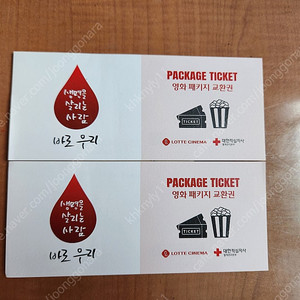 생명을
살리는
사람
바로 우리
PACKAGE TICKET
영화 패키지 교환권
TICKET
LOTTE CINEMA
대한적십자사
생명을
살리는
사람
바로 우리
PACKAGE TICKET
영화 패키지 교환권
TICKET
LOTTE CINEMA
대한적십자사